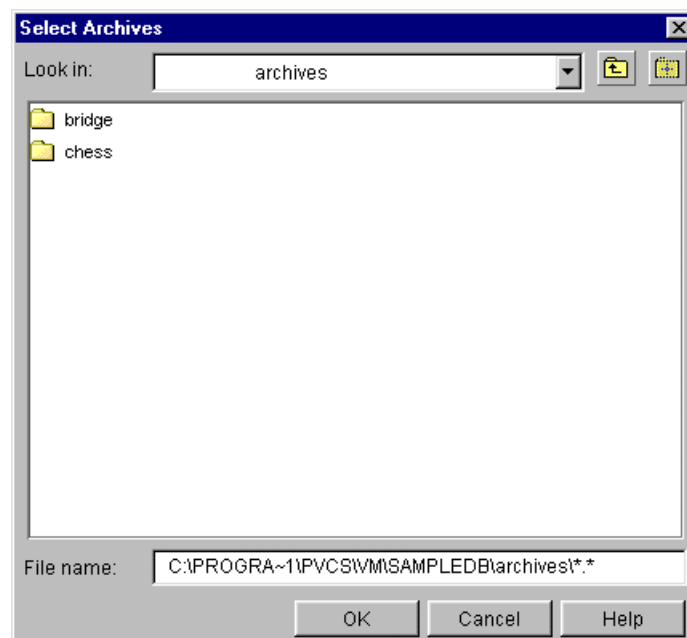 Select Archives
Look in: archives
bridge
chess
File name: C:\PROGRA~1\PVCS\VM\SAMPLEDB\archives\*.*
OK Cancel Help